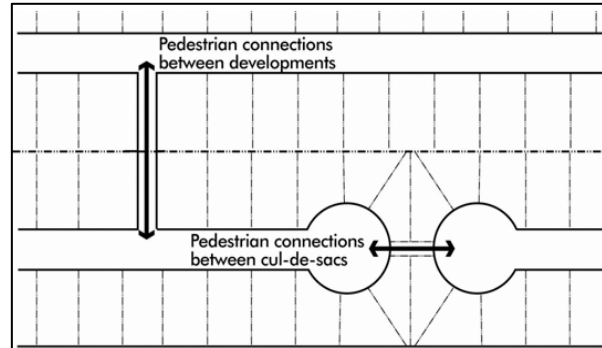 Pedestrian connections
between developments
Pedestrian connections
between cul-de-sacs